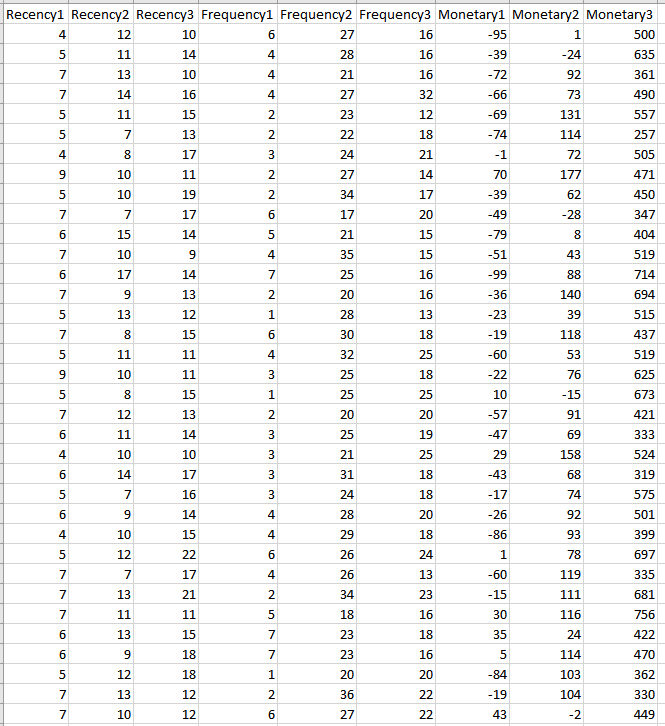 Recency1 Recency2 Recency3 Frequency1 Frequency2 Frequency3 Monetary1 Monetary2 Monetary3
4 12 10 6 27 16 -95 1 500
5 11 14 4 28 16 -39 -24 635
7 13 10 4 21 16 -72 92 361
7 14 16 4 27 32 -66 73 490
5 11 15 2 23 12 -69 131 557
5 7 13 2 22 18 -74 114 257
4 8 17 3 24 21 -1 72 505
9 10 11 2 27 14 70 177 471
5 10 19 2 34 17 -39 62 450
7 7 17 6 17 20 -49 -28 347
6 15 14 5 21 15 -79 8 404
7 10 9 4 35 15 -51 43 519
6 17 14 7 25 16 -99 88 714
7 9 13 2 20 16 -36 140 694
5 13 12 1 28 13 -23 39 515
7 8 15 6 30 18 -19 118 437
5 11 11 4 32 25 -60 53 519
9 10 11 3 25 18 -22 76 625
5 8 15 1 25 25 10 -15 673
7 12 13 2 20 20 -57 91 421
6 11 14 3 25 19 -47 69 333
4 10 10 3 21 25 29 158 524
6 14 17 3 31 18 -43 68 319
5 7 16 3 24 18 -17 74 575
6 9 14 4 28 20 -26 92 501
4 10 15 4 29 18 -86 93 399
5 12 22 6 26 24 1 78 697
7 7 17 4 26 13 -60 119 335
7 13 21 2 34 23 -15 111 681
7 11 11 5 18 16 30 116 756
6 13 15 7 23 18 35 24 422
6 9 18 7 23 16 5 114 470
5 12 18 1 20 20 -84 103 362
7 13 12 2 36 22 -19 104 330
7 10 12 6 27 22 43 -2 449